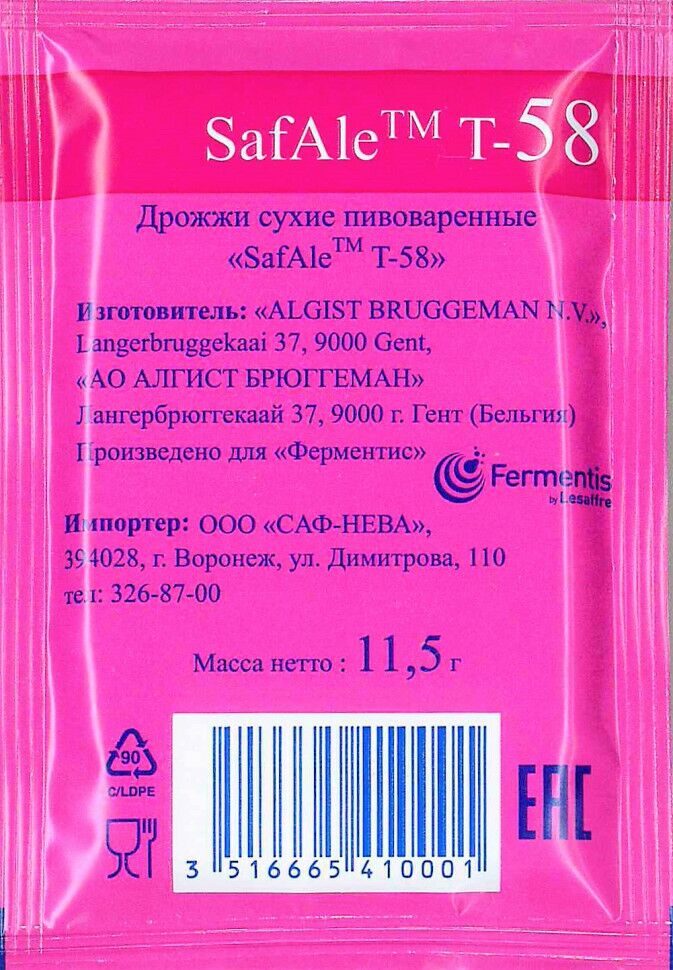 SafAle™ T-58
Дрожжи сухие пивоваренные
«SafAle™ T-58»
Изготовитель: «ALGIST BRUGGEMAN N.V.»,
Langerbruggekaai 37, 9000 Gent,
«АО АЛГИСТ БРЮГГЕМАН»
Лангербрюггекаай 37, 9000 г. Гент (Бельгия)
Произведено для «Ферментис»
Fermentis
by Lesaffre
Импортер: ООО «САФ-НЕВА»,
394028, г. Воронеж, ул. Димитрова, 110
тел: 326-87-00
Масса нетто : 11,5 г
90
C/LDPE
EAC
3 516665 410001